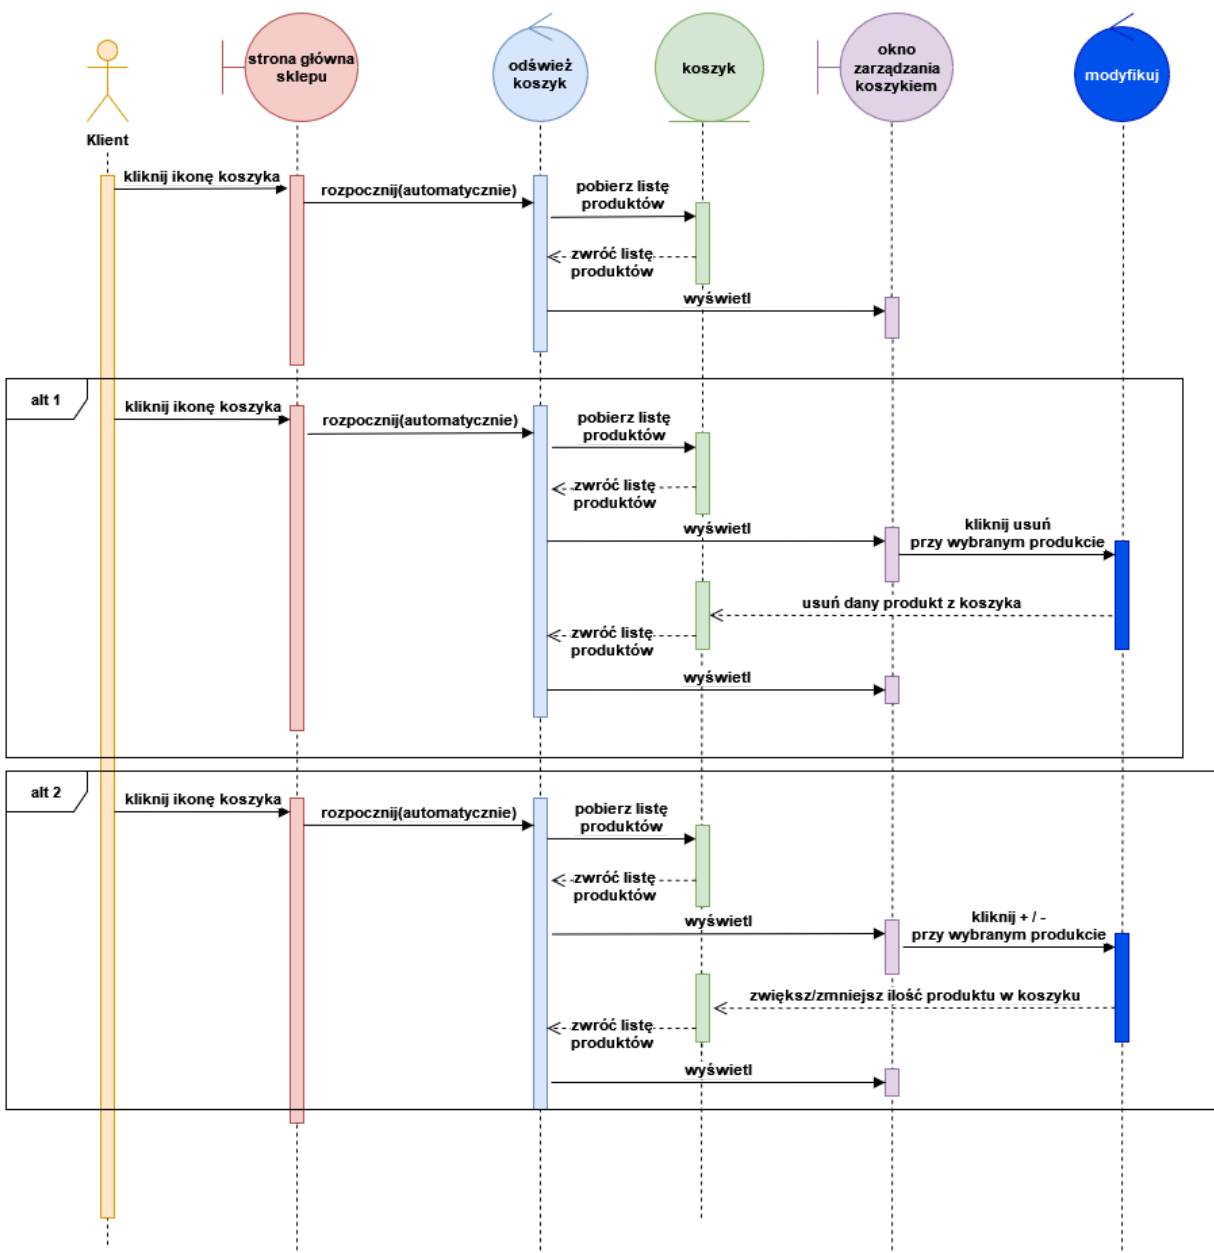 strona główna
sklepu
odśwież
koszyk
koszyk
okno
zarządzania
koszykiem
modyfikuj
Klient
kliknij ikonę koszyka
rozpocznij(automatycznie)
pobierz listę
produktów
zwróć listę
produktów
wyświetl
alt 1
kliknij ikonę koszyka
rozpocznij(automatycznie)
pobierz listę
produktów
zwróć listę
produktów
wyświetl
kliknij usuń
przy wybranym produkcie
usuń dany produkt z koszyka
zwróć listę
produktów
wyświetl
alt 2
kliknij ikonę koszyka
rozpocznij(automatycznie)
pobierz listę
produktów
zwróć listę
produktów
wyświetl
kliknij + / -
przy wybranym produkcie
zwiększ/zmniejsz ilość produktu w koszyku
zwróć listę
produktów
wyświetl